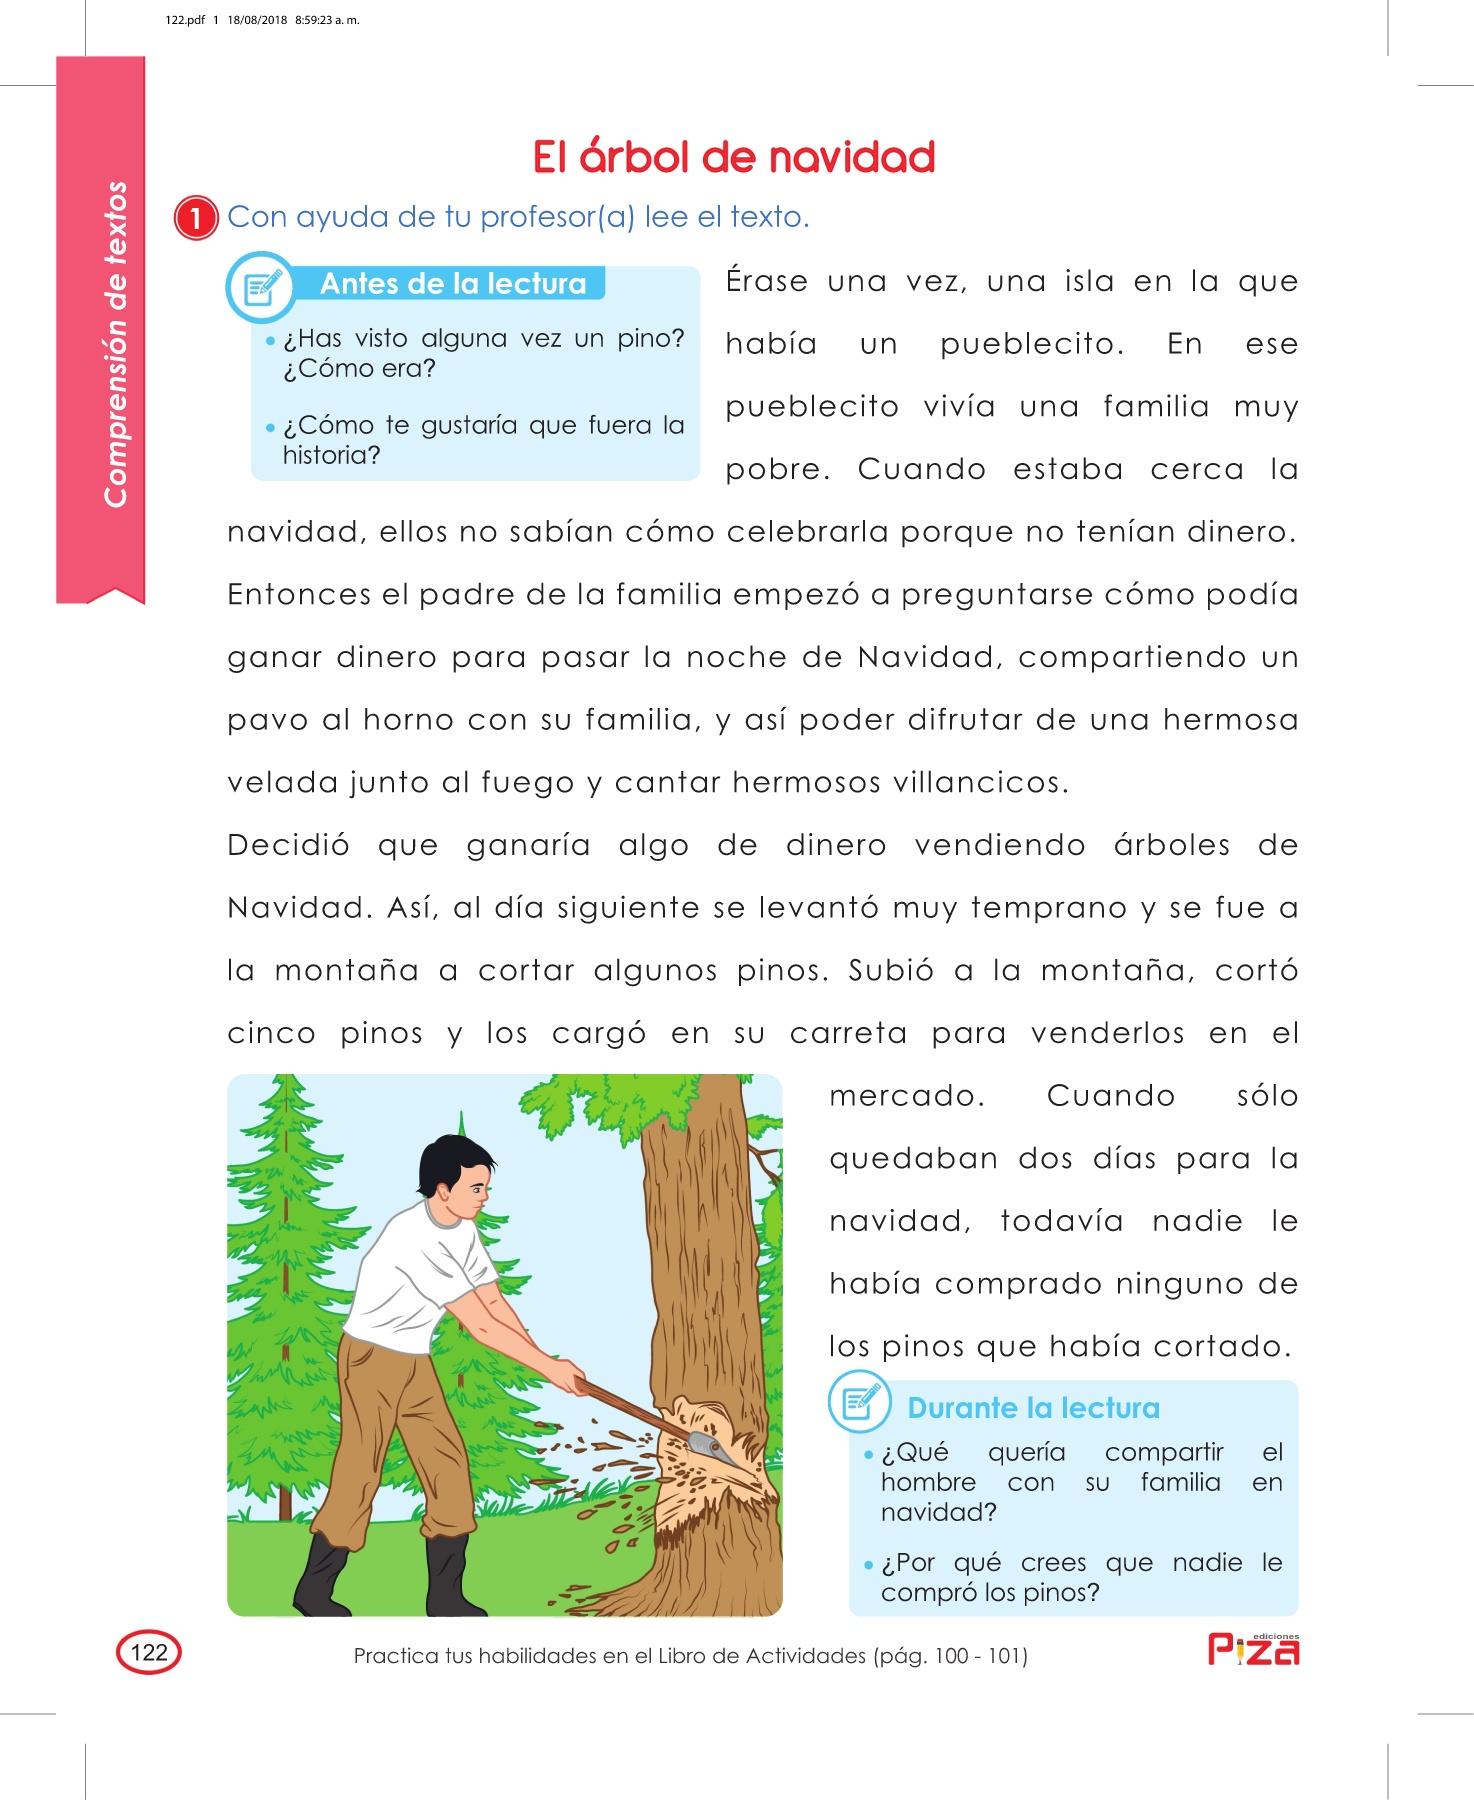 122.pdf 1 18/08/2018 8:59:23 a. m.
Comprensión de textos
El árbol de navidad
1 Con ayuda de tu profesor(a) lee el texto.
Antes de la lectura
• ¿Has visto alguna vez un pino?
¿Cómo era?
• ¿Cómo te gustaría que fuera la
historia?
Érase una vez, una isla en la que
había un pueblecito. En ese
pueblecito vivía una familia muy
pobre. Cuando estaba cerca la
navidad, ellos no sabían cómo celebrarla porque no tenían dinero.
Entonces el padre de la familia empezó a preguntarse cómo podía
ganar dinero para pasar la noche de Navidad, compartiendo un
pavo al horno con su familia, y así poder difrutar de una hermosa
velada junto al fuego y cantar hermosos villancicos.
Decidió que ganaría algo de dinero vendiendo árboles de
Navidad. Así, al día siguiente se levantó muy temprano y se fue a
la montaña a cortar algunos pinos. Subió a la montaña, cortó
cinco pinos y los cargó en su carreta para venderlos en el
mercado. Cuando sólo
quedaban dos días para la
navidad, todavía nadie le
había comprado ninguno de
los pinos que había cortado.
Durante la lectura
• ¿Qué quería compartir el
hombre con su familia en
navidad?
• ¿Por qué crees que nadie le
compró los pinos?
122
Practica tus habilidades en el Libro de Actividades (pág. 100 - 101)
ediciones
Piza